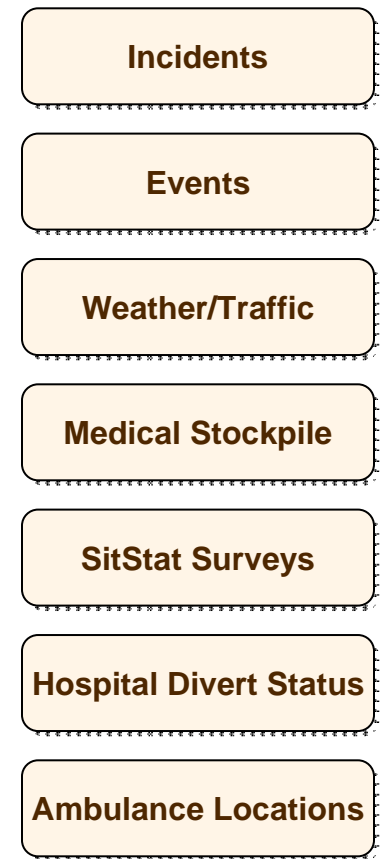 Incidents
Events
Weather/Traffic
Medical Stockpile
SitStat Surveys
Hospital Divert Status
Ambulance Locations